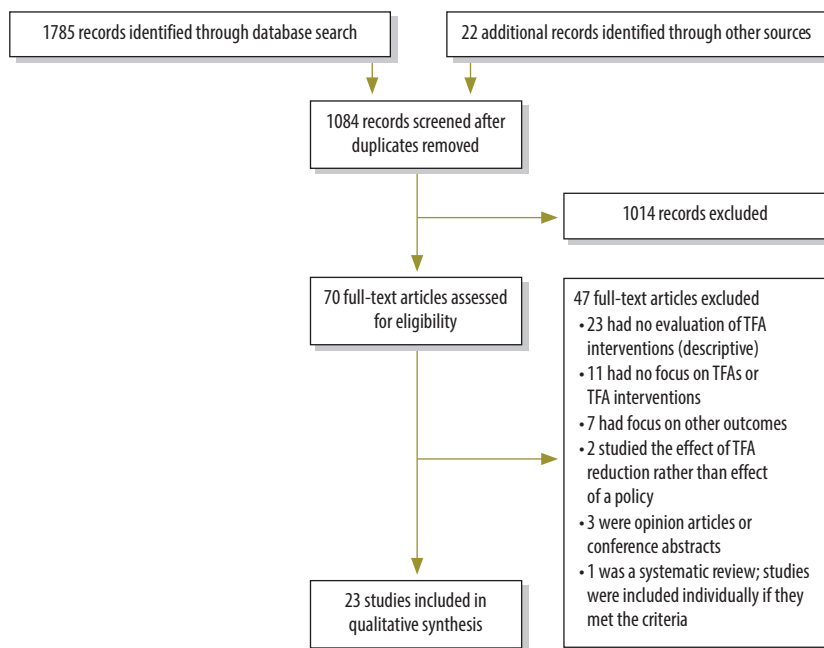 1785 records identified through database search
22 additional records identified through other sources
1084 records screened after
duplicates removed
1014 records excluded
70 full-text articles assessed
for eligibility
47 full-text articles excluded
• 23 had no evaluation of TFA
interventions (descriptive)
• 11 had no focus on TFAs or
TFA interventions
• 7 had focus on other outcomes
• 2 studied the effect of TFA
reduction rather than effect
of a policy
• 3 were opinion articles or
conference abstracts
• 1 was a systematic review; studies
were included individually if they
met the criteria
23 studies included in
qualitative synthesis